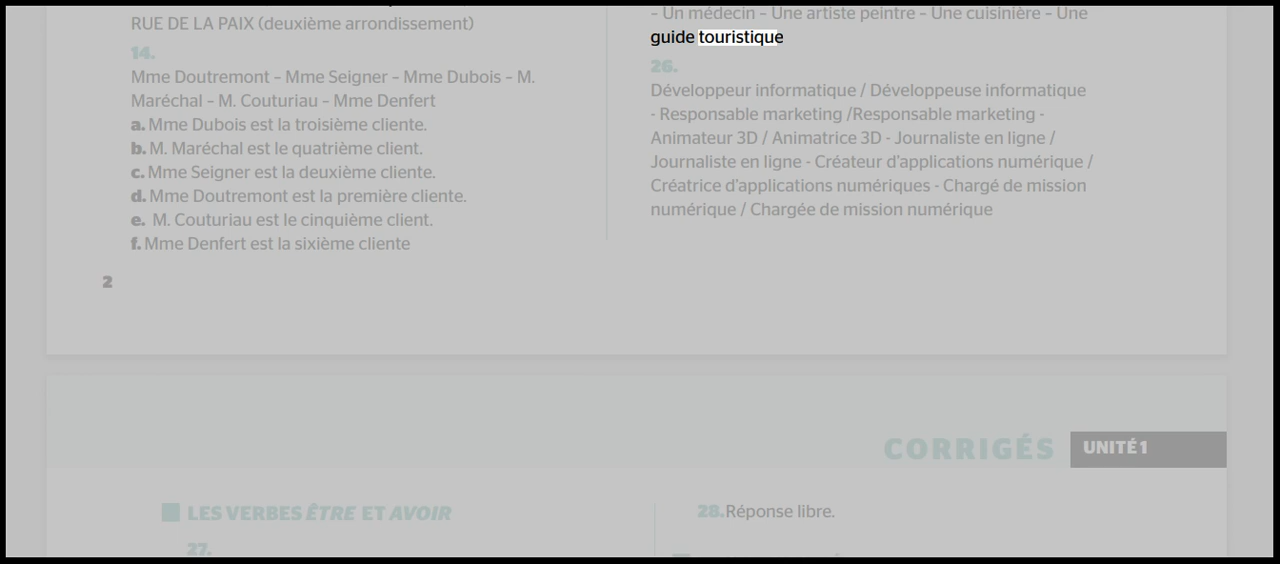 RUE DE LA PAIX (deuxième arrondissement)
14.
Mme Doutremont – Mme Seigner – Mme Dubois – M.
Maréchal – M. Couturiau – Mme Denfert
a. Mme Dubois est la troisième cliente.
b. M. Maréchal est le quatrième client.
c. Mme Seigner est la deuxième cliente.
d. Mme Doutremont est la première cliente.
e. M. Couturiau est le cinquième client.
f. Mme Denfert est la sixième cliente
2
– Un médecin – Une artiste peintre – Une cuisinière – Une
guide touristique
26.
Développeur informatique / Développeuse informatique
- Responsable marketing /Responsable marketing -
Animateur 3D / Animatrice 3D - Journaliste en ligne /
Journaliste en ligne - Créateur d'applications numérique /
Créatrice d'applications numériques - Chargé de mission
numérique / Chargée de mission numérique
CORRIGÉS UNITÉ 1
LES VERBES ÊTRE ET AVOIR
27.
28. Réponse libre.